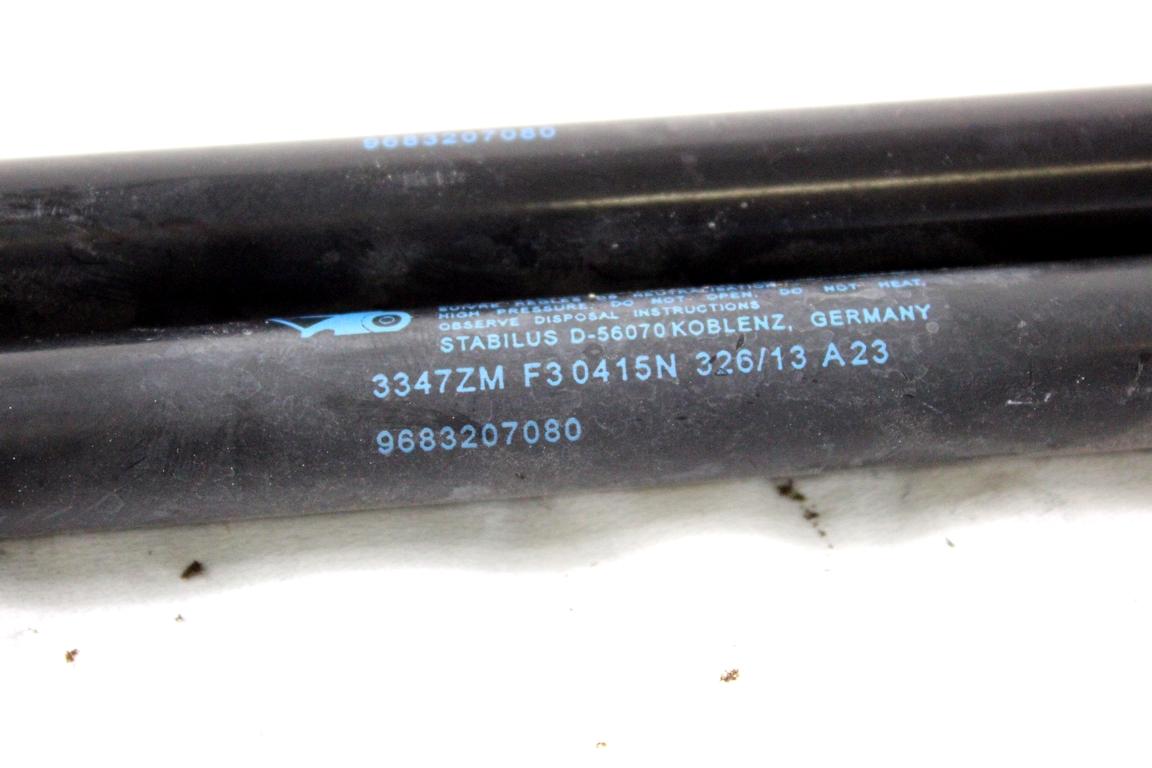 9683207080
HIGH PRESSURE. DO NOT OPEN. DO NOT HEAT.
OBSERVE DISPOSAL INSTRUCTIONS
STABILUS D-56070 KOBLENZ, GERMANY
3347ZM F3 0415N 326/13 A23
9683207080